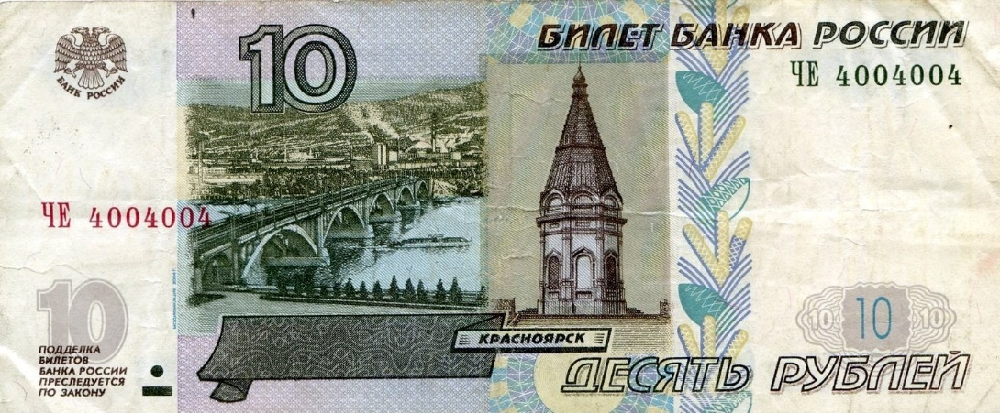 10
БИЛЕТ БАНКА РОССИИ
ЧЕ 4004004
БАНК РОССИИ
ЧЕ 4004004
10
ПОДДЕЛКА
БИЛЕТОВ
БАНКА РОССИИ
ПРЕСЛЕДУЕТСЯ
ПО ЗАКОНУ
КРАСНОЯРСК
10 10 10
ДЕСЯТЬ РУБЛЕЙ